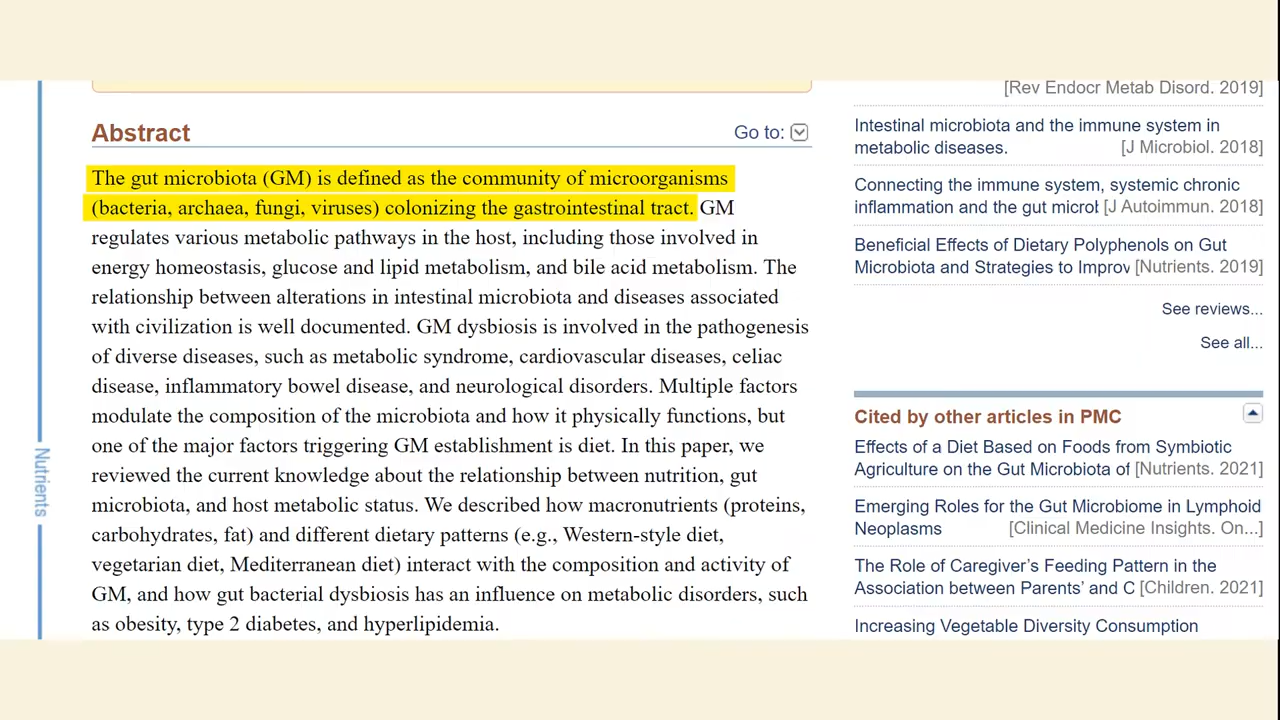 Abstract
Go to:
The gut microbiota (GM) is defined as the community of microorganisms
(bacteria, archaea, fungi, viruses) colonizing the gastrointestinal tract. GM
regulates various metabolic pathways in the host, including those involved in
energy homeostasis, glucose and lipid metabolism, and bile acid metabolism. The
relationship between alterations in intestinal microbiota and diseases associated
with civilization is well documented. GM dysbiosis is involved in the pathogenesis
of diverse diseases, such as metabolic syndrome, cardiovascular diseases, celiac
disease, inflammatory bowel disease, and neurological disorders. Multiple factors
modulate the composition of the microbiota and how it physically functions, but
one of the major factors triggering GM establishment is diet. In this paper, we
reviewed the current knowledge about the relationship between nutrition, gut
microbiota, and host metabolic status. We described how macronutrients (proteins,
carbohydrates, fat) and different dietary patterns (e.g., Western-style diet,
vegetarian diet, Mediterranean diet) interact with the composition and activity of
GM, and how gut bacterial dysbiosis has an influence on metabolic disorders, such
as obesity, type 2 diabetes, and hyperlipidemia.
Nutrients
[Rev Endocr Metab Disord. 2019]
Intestinal microbiota and the immune system in
metabolic diseases. [J Microbiol. 2018]
Connecting the immune system, systemic chronic
inflammation and the gut microl [J Autoimmun. 2018]
Beneficial Effects of Dietary Polyphenols on Gut
Microbiota and Strategies to Improv [Nutrients. 2019]
See reviews...
See all...
Cited by other articles in PMC
Effects of a Diet Based on Foods from Symbiotic
Agriculture on the Gut Microbiota of [Nutrients. 2021]
Emerging Roles for the Gut Microbiome in Lymphoid
Neoplasms [Clinical Medicine Insights. On...]
The Role of Caregiver's Feeding Pattern in the
Association between Parents' and C [Children. 2021]
Increasing Vegetable Diversity Consumption